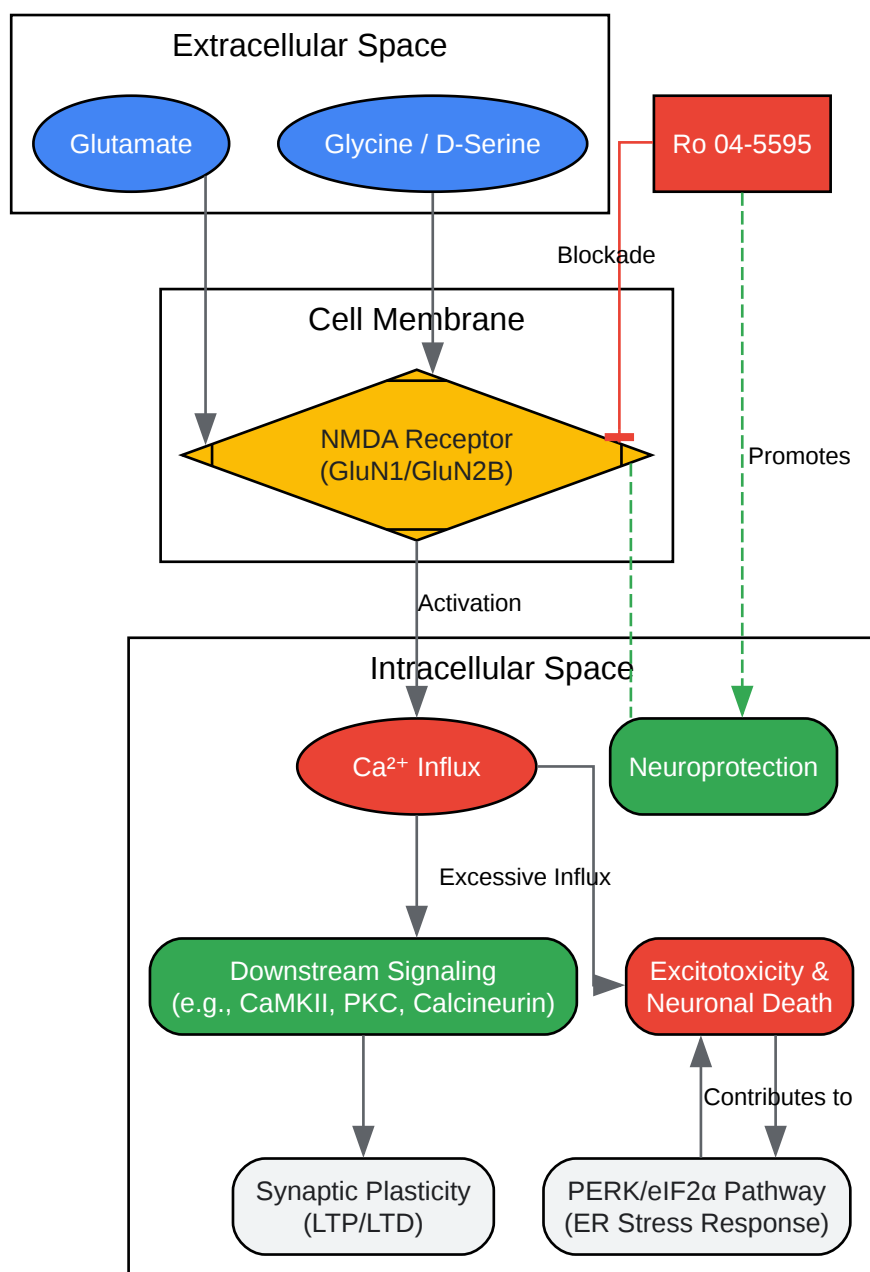 Extracellular Space
Glutamate
Glycine / D-Serine
Ro 04-5595
Blockade
Cell Membrane
NMDA Receptor
(GluN1/GluN2B)
Promotes
Activation
Intracellular Space
Ca²⁺ Influx
Neuroprotection
Excessive Influx
Downstream Signaling
(e.g., CaMKII, PKC, Calcineurin)
Excitotoxicity &
Neuronal Death
Contributes to
Synaptic Plasticity
(LTP/LTD)
PERK/eIF2α Pathway
(ER Stress Response)